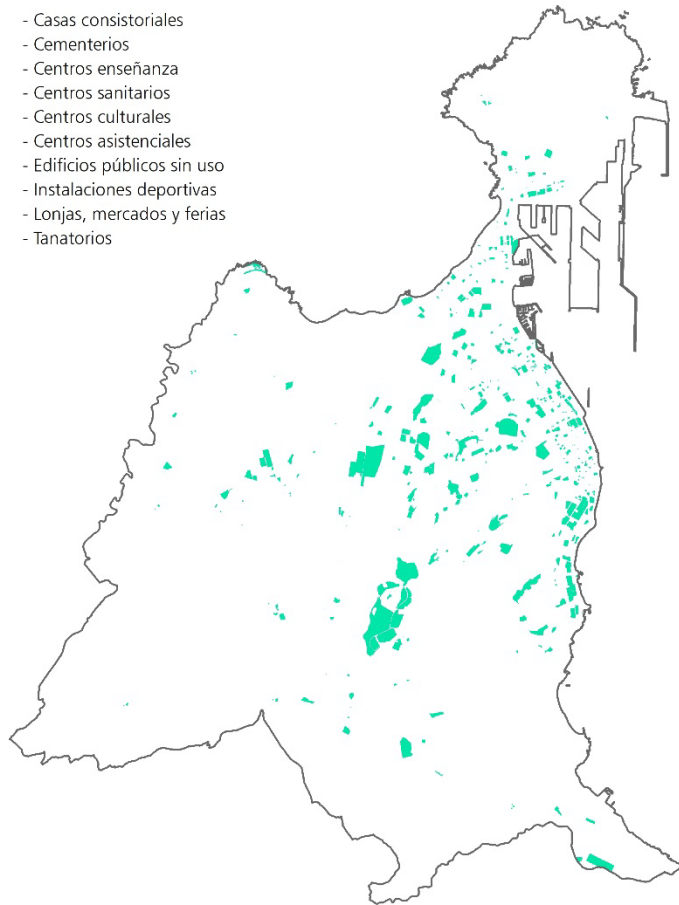 - Casas consistoriales
- Cementerios
- Centros enseñanza
- Centros sanitarios
- Centros culturales
- Centros asistenciales
- Edificios públicos sin uso
- Instalaciones deportivas
- Lonjas, mercados y ferias
- Tanatorios